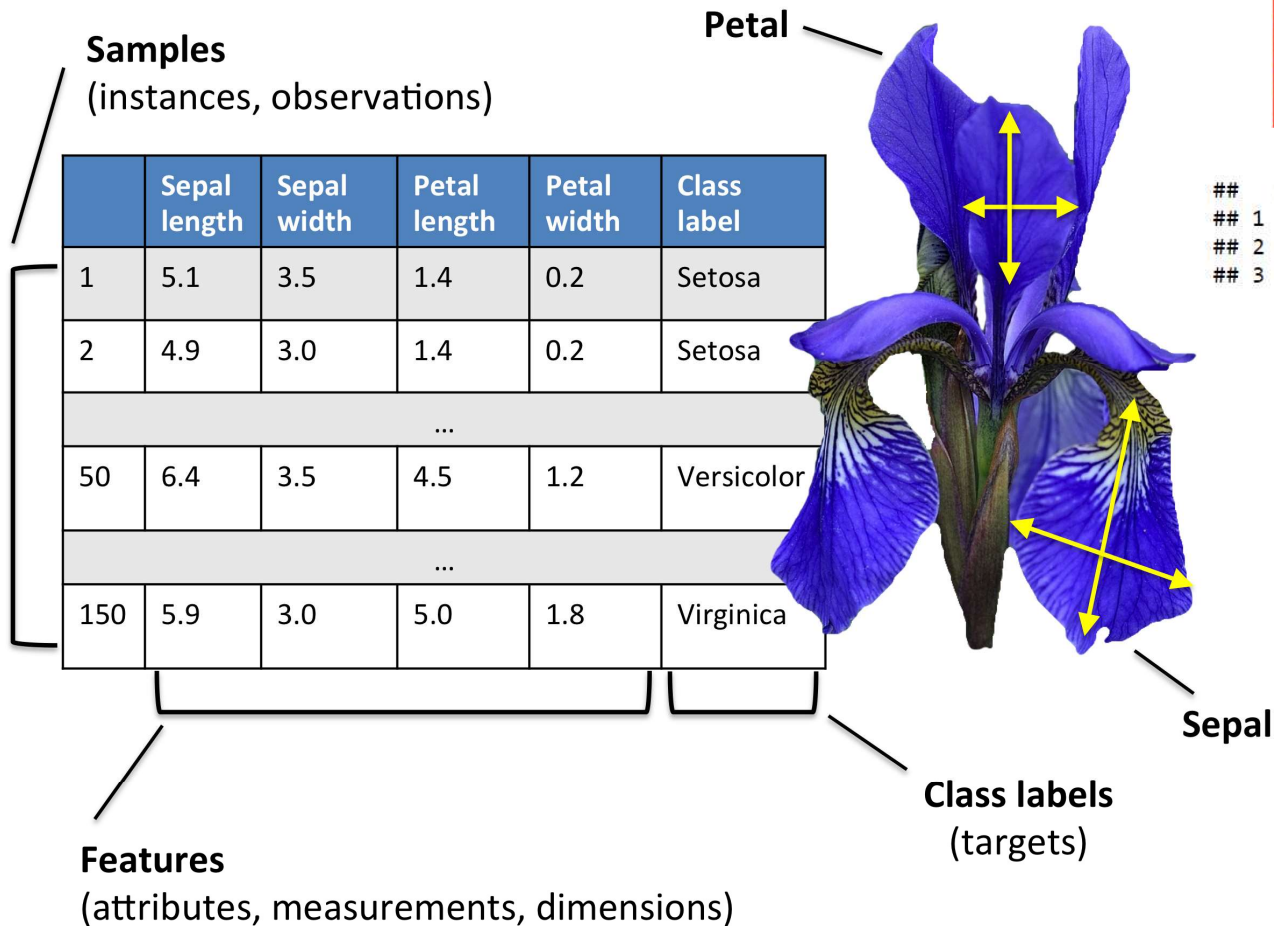 Petal
Samples
(instances, observations)
Sepal length Sepal width Petal length Petal width Class label
1 5.1 3.5 1.4 0.2 Setosa
2 4.9 3.0 1.4 0.2 Setosa
...
50 6.4 3.5 4.5 1.2 Versicolor
...
150 5.9 3.0 5.0 1.8 Virginica
##
## 1
## 2
## 3
Sepal
Class labels
(targets)
Features
(attributes, measurements, dimensions)